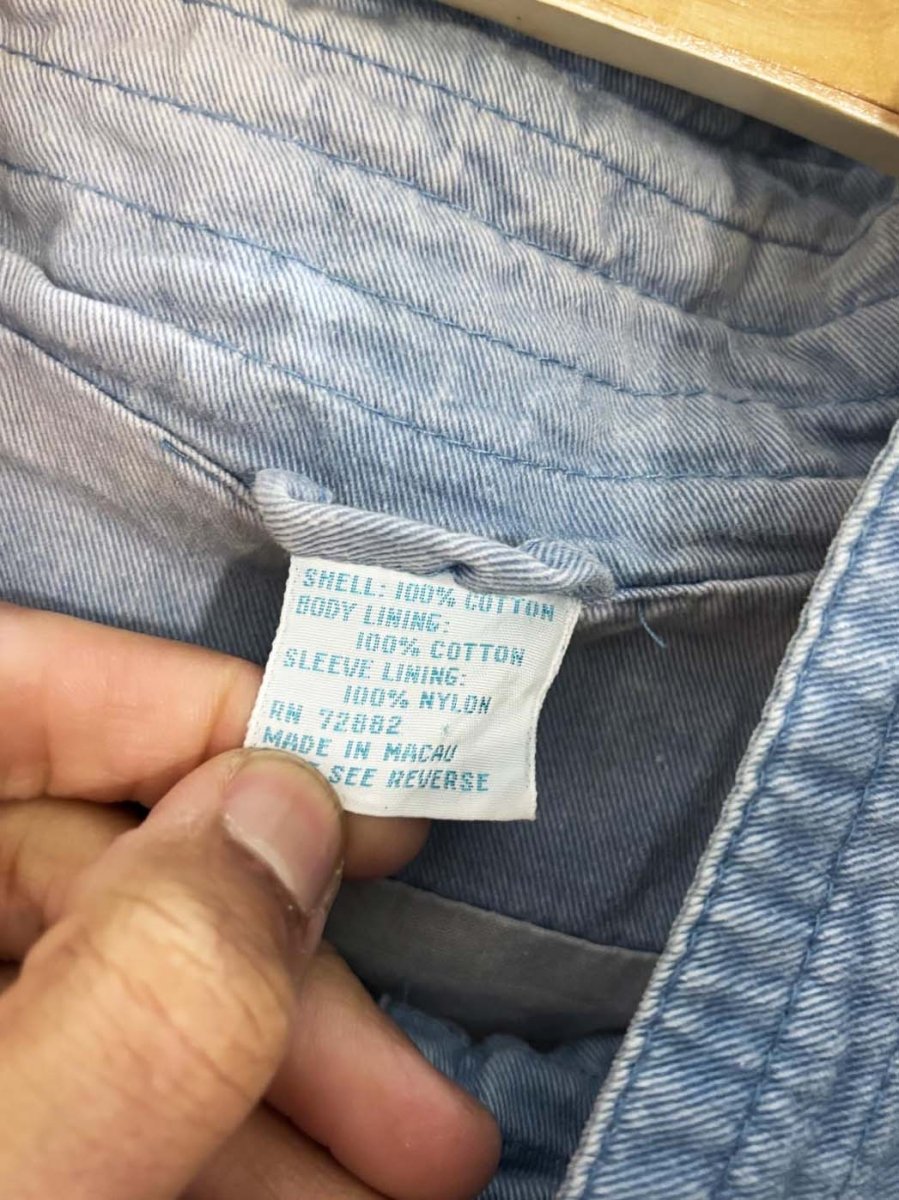 SHELL: 100% COTTON
BODY LINING:
100% COTTON
SLEEVE LINING:
100% NYLON
RN 72882
MADE IN MACAU
SEE REVERSE